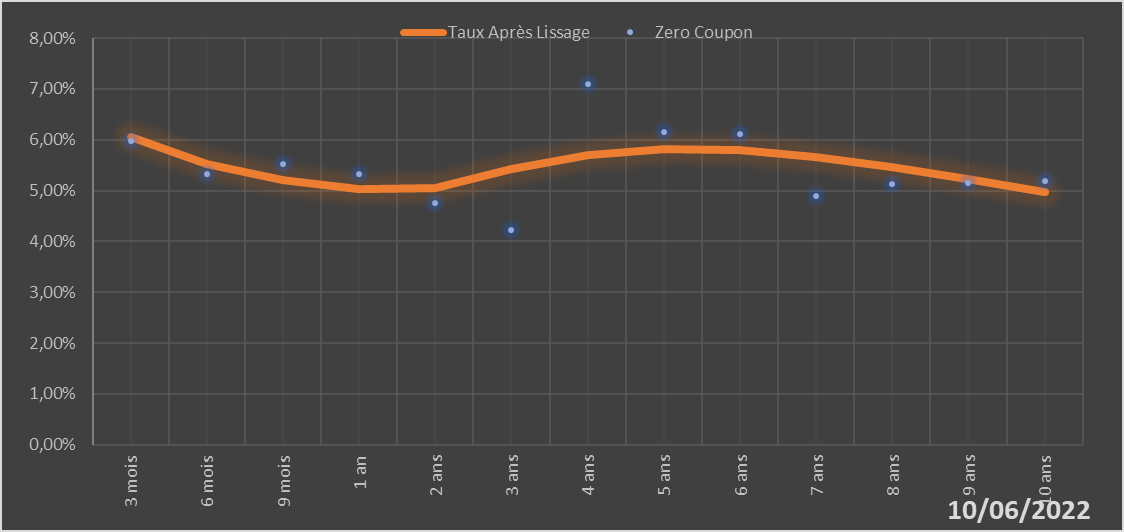 Taux Après Lissage
Zero Coupon
8,00%
7,00%
6,00%
5,00%
4,00%
3,00%
2,00%
1,00%
0,00%
3 mois
6 mois
9 mois
1 an
2 ans
3 ans
4 ans
5 ans
6 ans
7 ans
8 ans
9 ans
10 ans
10/06/2022